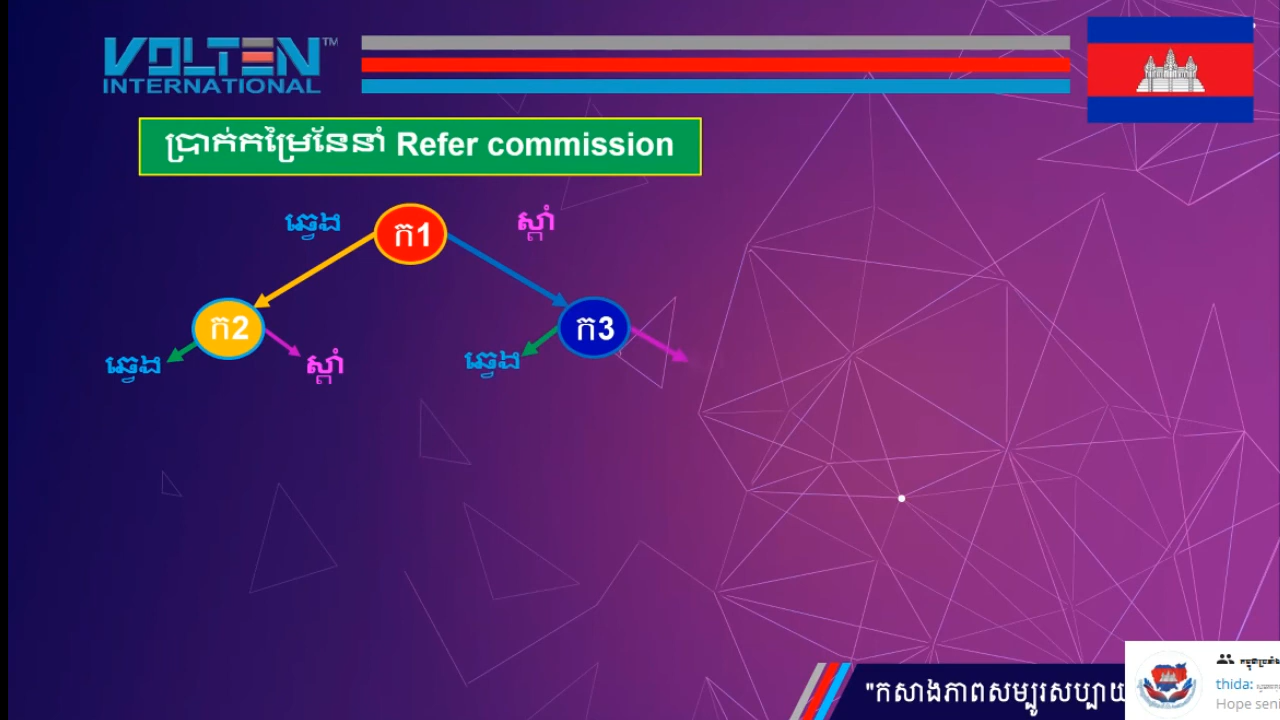 VOLTEN™
INTERNATIONAL
ប្រាក់កម្រៃនែនាំ Refer commission
ឆ្វេង
ក1
ស្តាំ
ក2
ក3
ឆ្វេង
ស្តាំ
ឆ្វេង
"កសាងភាពសម្បូរសប្បាយ
thida:
Hope seni